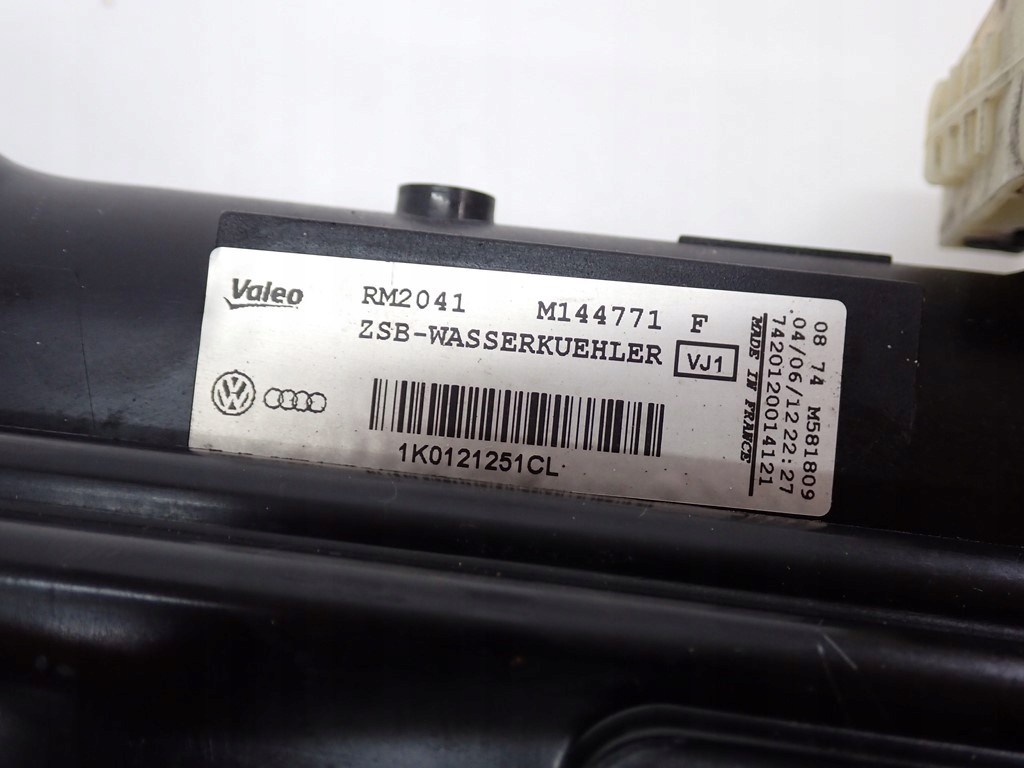 Valeo
RM2041 M144771 F
ZSB-WASSERKUEHLER VJ1
1K0121251CL
08 74 M581809
04/06/12 22:27
7420120014121
MADE IN FRANCE